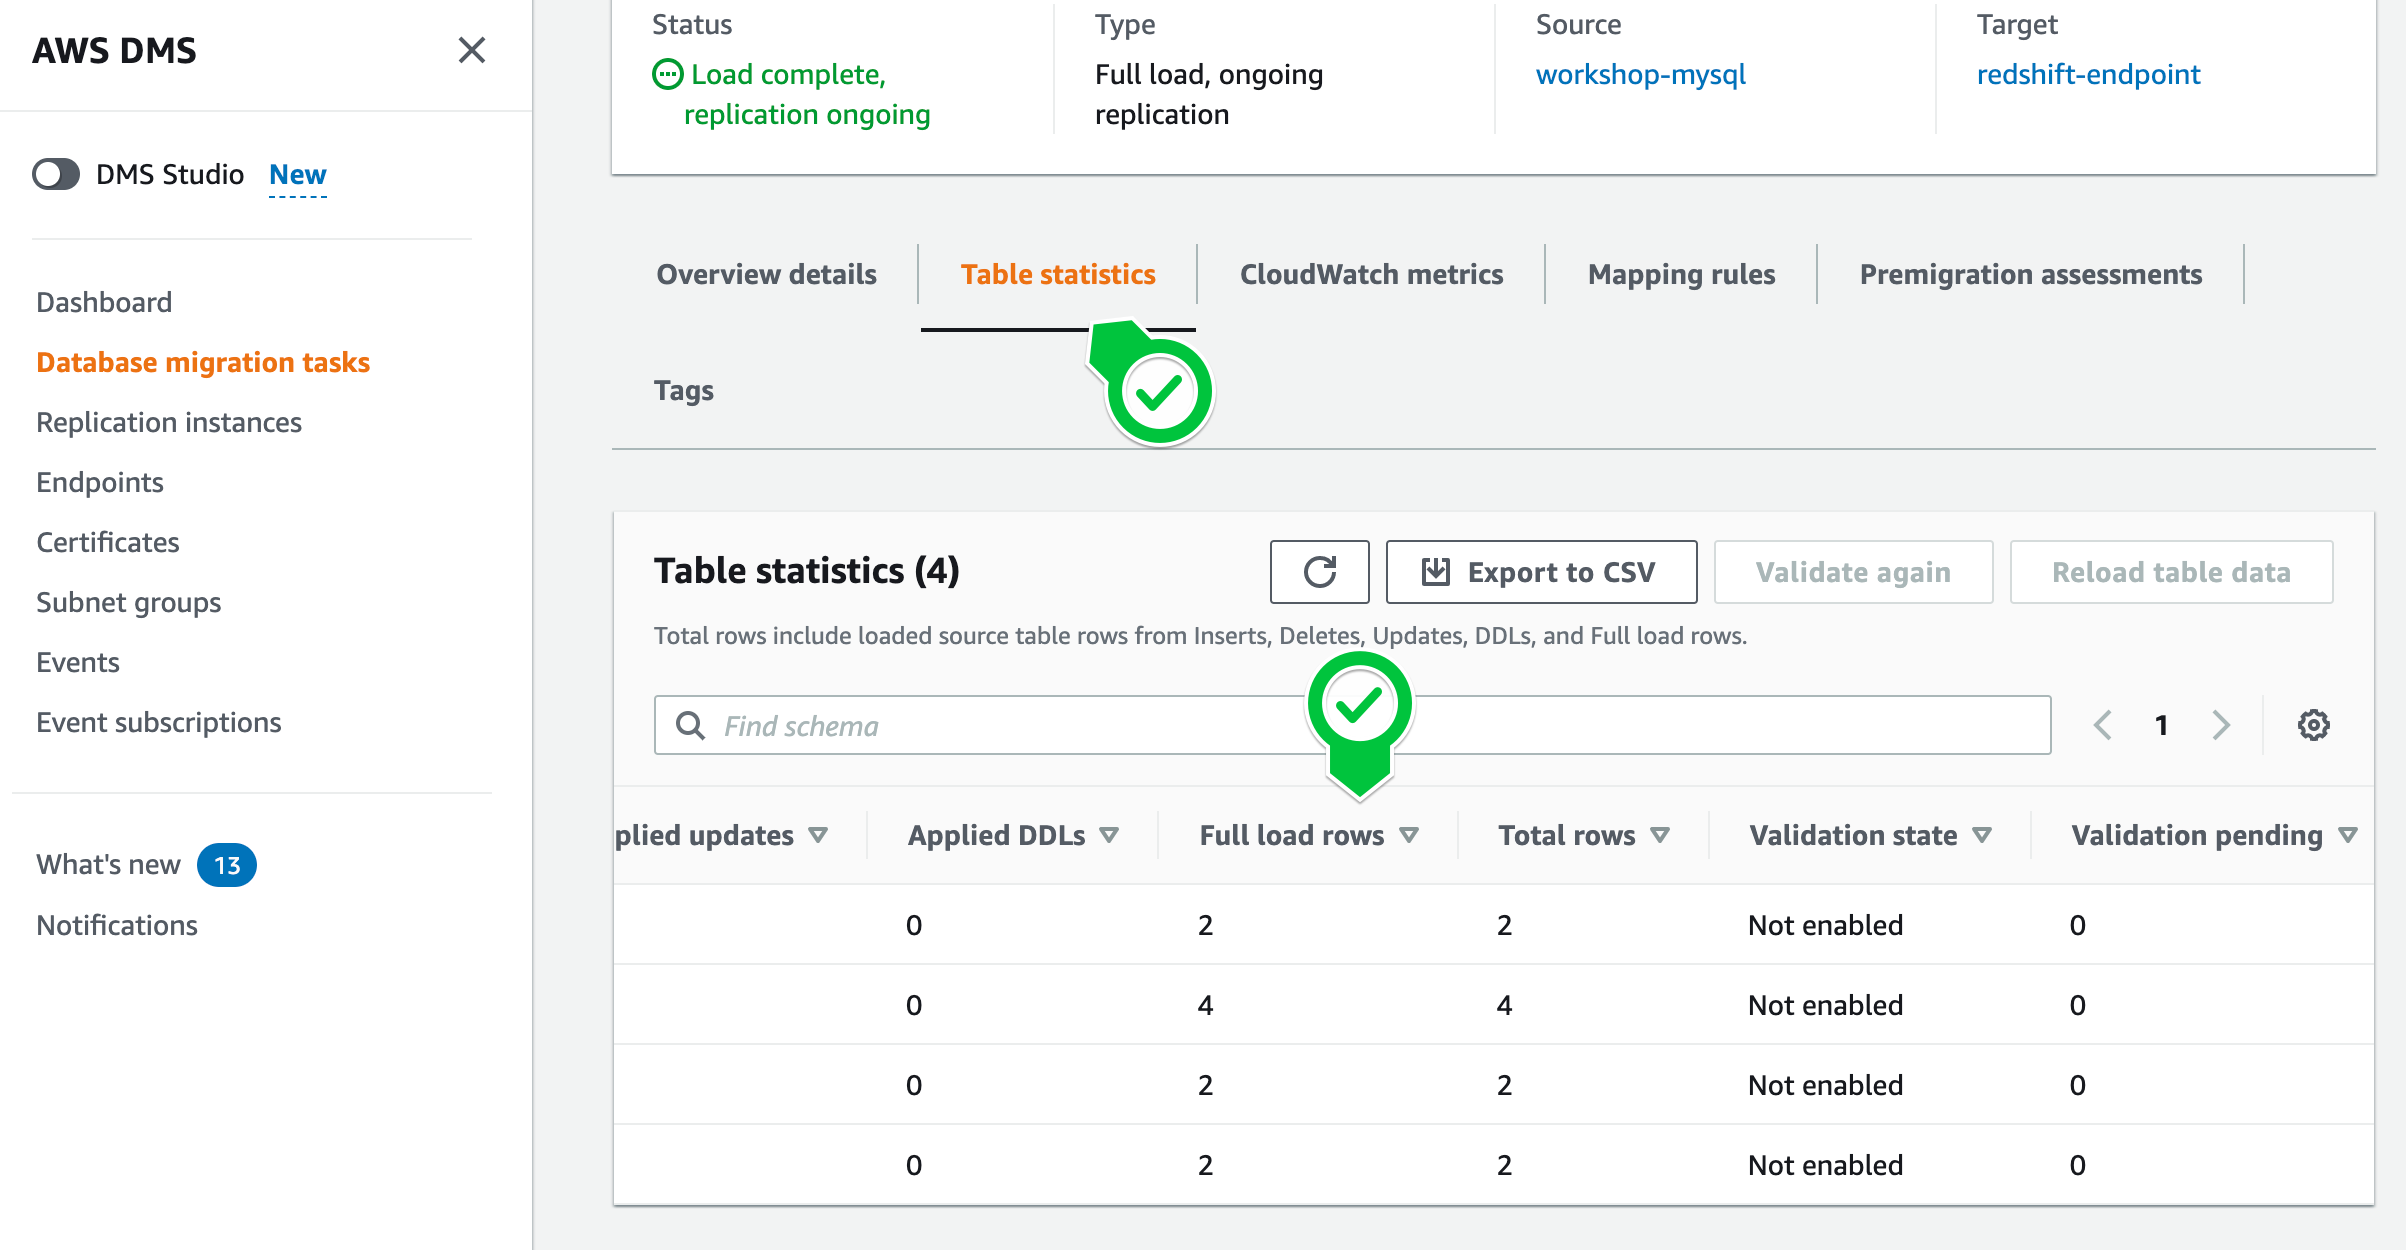 AWS DMS
DMS Studio New
Dashboard
Database migration tasks
Replication instances
Endpoints
Certificates
Subnet groups
Events
Event subscriptions
What's new 13
Notifications
Status
Load complete,
replication ongoing
Type
Full load, ongoing
replication
Source
workshop-mysql
Target
redshift-endpoint
Overview details Table statistics CloudWatch metrics Mapping rules Premigration assessments
Tags
Table statistics (4) Export to CSV Validate again Reload table data
Total rows include loaded source table rows from Inserts, Deletes, Updates, DDLs, and Full load rows.
Find schema 1
plied updates Applied DDLs Full load rows Total rows Validation state Validation pending
0 2 2 Not enabled 0
0 4 4 Not enabled 0
0 2 2 Not enabled 0
0 2 2 Not enabled 0